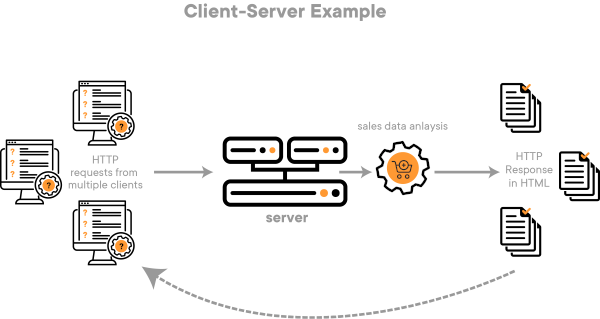 Client-Server Example
HTTP
requests from
multiple clients
server
sales data anlaysis
HTTP
Response
in HTML